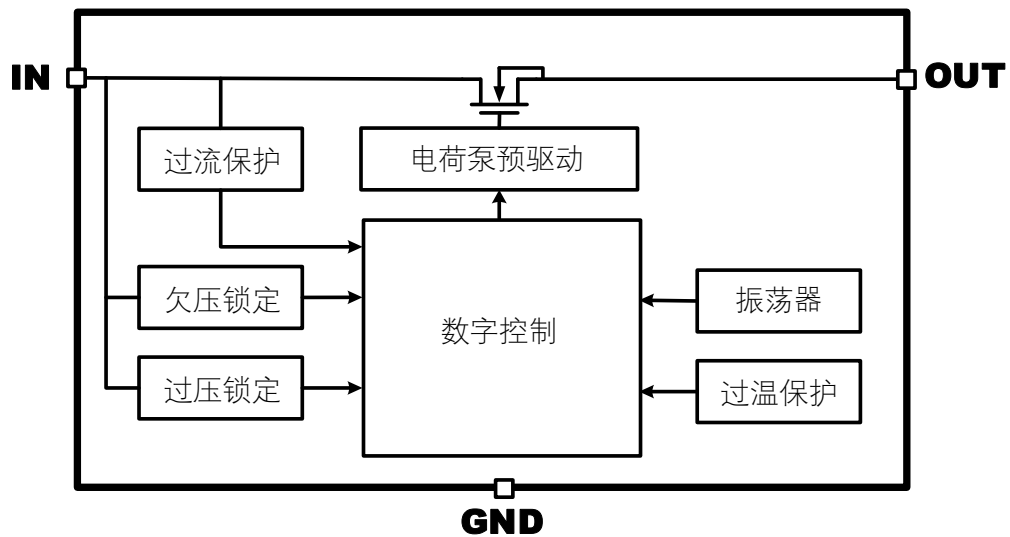 IN
OUT
过流保护
电荷泵预驱动
欠压锁定
过压锁定
数字控制
振荡器
过温保护
GND